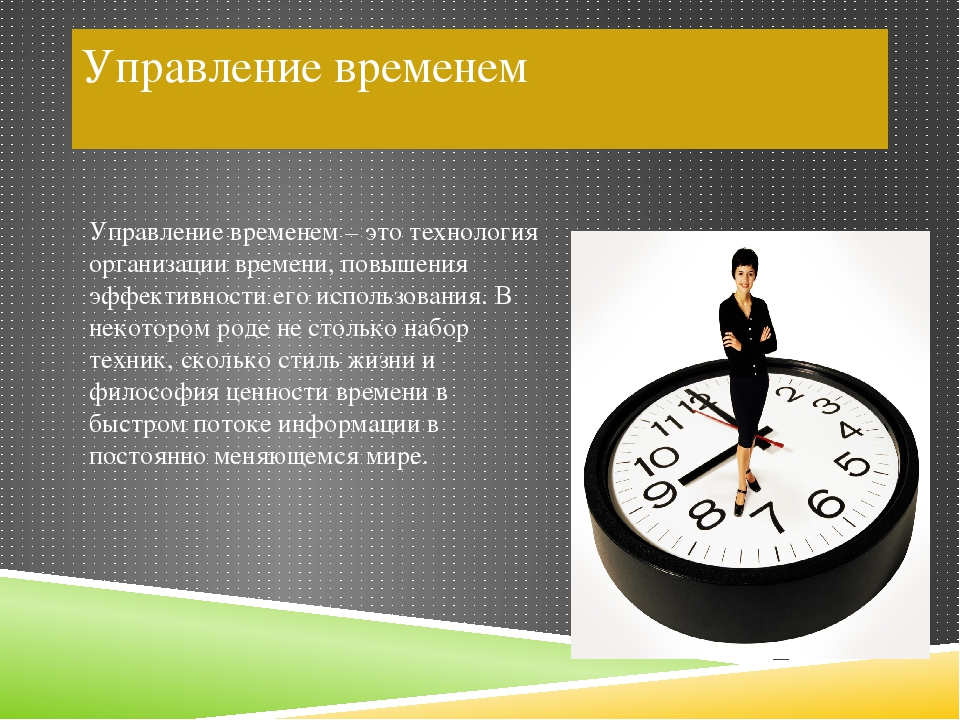 Управление временем
Управление временем – это технология
организации времени, повышения
эффективности его использования. В
некотором роде не столько набор
техник, сколько стиль жизни и
философия ценности времени в
быстром потоке информации в
постоянно меняющемся мире.
11 12 2 3
10 4
9 5
8 7 6